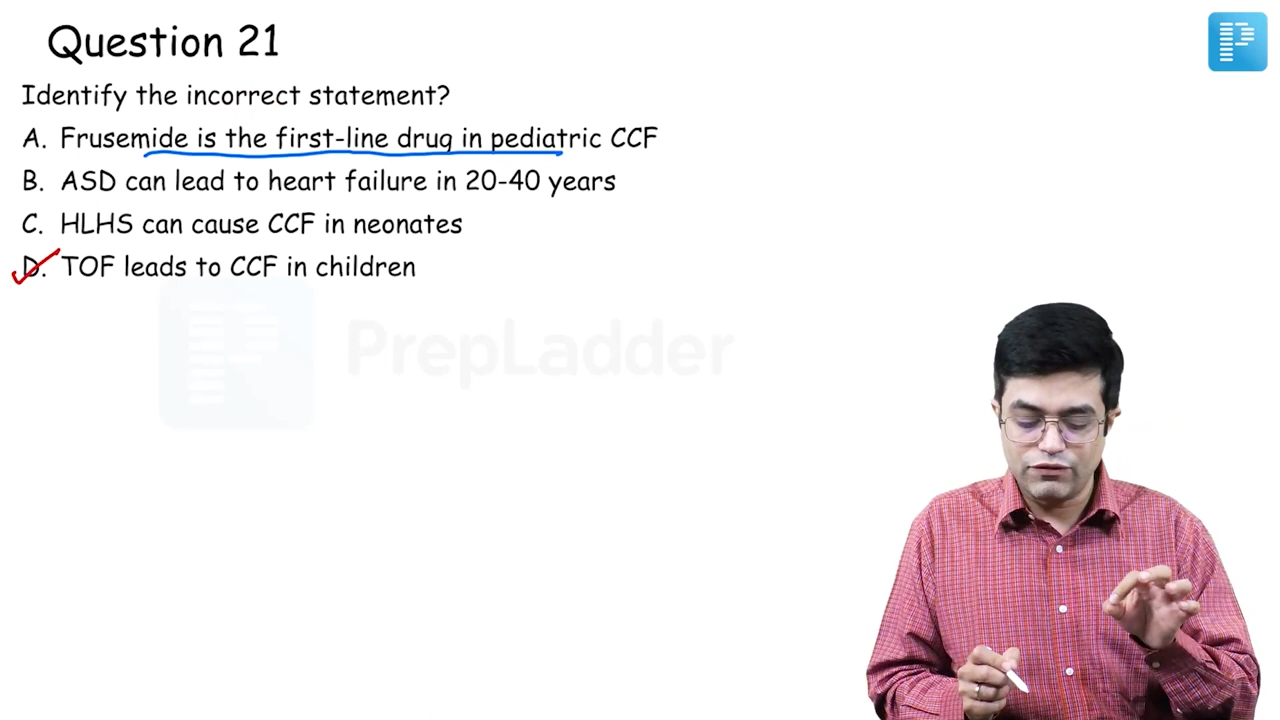 Question 21
Identify the incorrect statement?
A. Frusemide is the first-line drug in pediatric CCF
B. ASD can lead to heart failure in 20-40 years
C. HLHS can cause CCF in neonates
D. TOF leads to CCF in children
PrepLadder